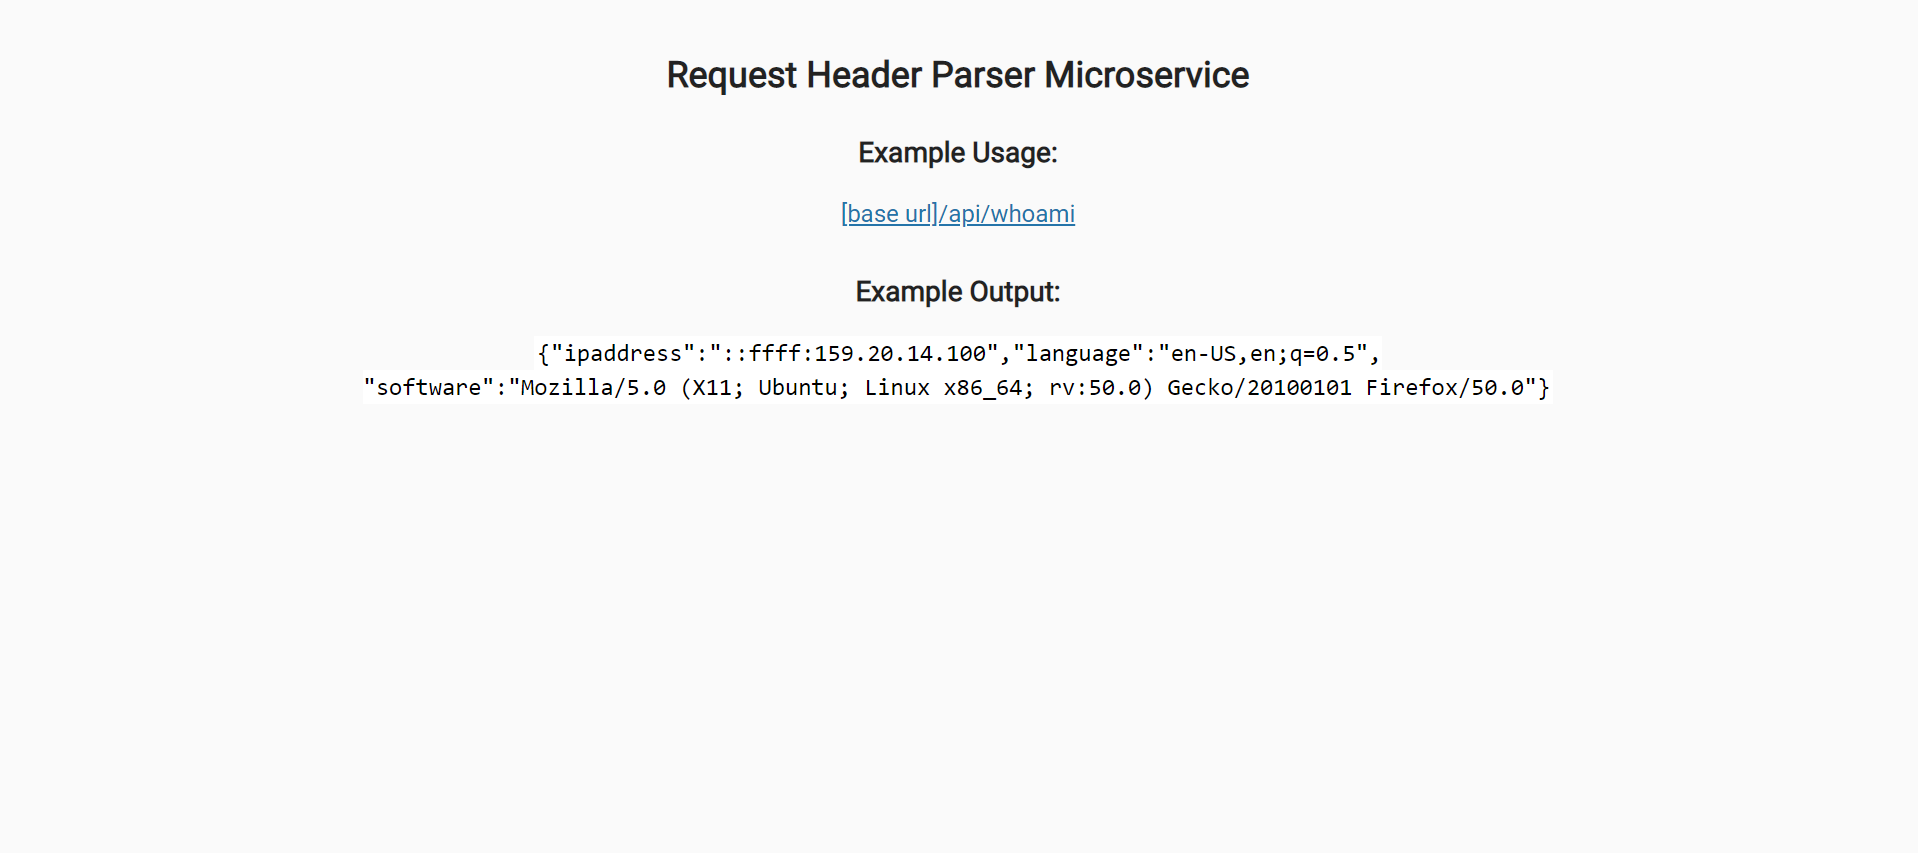 Request Header Parser Microservice
Example Usage:
[base url]/api/whoami
Example Output:
{"ipaddress":"::ffff:159.20.14.100","language":"en-US,en;q=0.5",
"software":"Mozilla/5.0 (X11; Ubuntu; Linux x86_64; rv:50.0) Gecko/20100101 Firefox/50.0"}